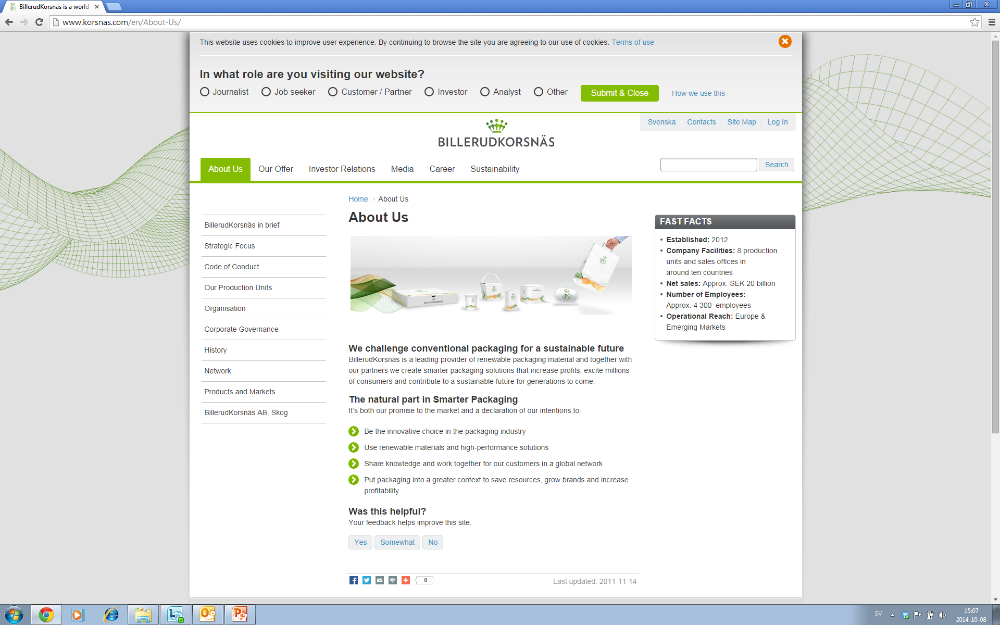 BillerudKorsnäs is a world-
www.korsnas.com/en/About-Us/
This website uses cookies to improve user experience. By continuing to browse the site you are agreeing to our use of cookies. Terms of use
In what role are you visiting our website?
Journalist Job seeker Customer / Partner Investor Analyst Other Submit & Close How we use this
Svenska Contacts Site Map Log In
BILLERUDKORSNÄS
About Us Our Offer Investor Relations Media Career Sustainability Search
Home About Us
About Us
BillerudKorsnäs in brief
Strategic Focus
Code of Conduct
Our Production Units
Organisation
Corporate Governance
History
Network
Products and Markets
BillerudKorsnäs AB, Skog
BILLERUDKORSNÄS
BK
We challenge conventional packaging for a sustainable future
BillerudKorsnäs is a leading provider of renewable packaging material and together with
our partners we create smarter packaging solutions that increase profits, excite millions
of consumers and contribute to a sustainable future for generations to come.
The natural part in Smarter Packaging
It's both our promise to the market and a declaration of our intentions to:
Be the innovative choice in the packaging industry
Use renewable materials and high-performance solutions
Share knowledge and work together for our customers in a global network
Put packaging into a greater context to save resources, grow brands and increase
profitability
Was this helpful?
Your feedback helps improve this site.
Yes Somewhat No
0
Last updated: 2011-11-14
FAST FACTS
Established: 2012
Company Facilities: 8 production
units and sales offices in
around ten countries
Net sales: Approx. SEK 20 billion
Number of Employees:
Approx. 4 300 employees
Operational Reach: Europe &
Emerging Markets
SV
15:07
2014-10-08